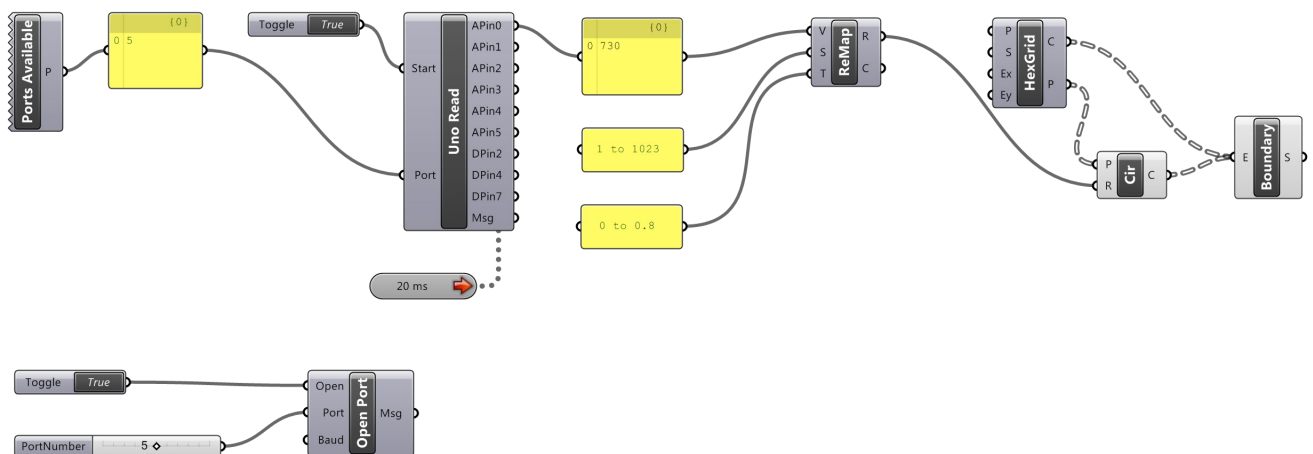 Ports Available
P
{0}
0 5
Toggle True
Start
Port
Uno Read
APin0
APin1
APin2
APin3
APin4
APin5
DPin2
DPin4
DPin7
Msg
20 ms
{0}
0 730
1 to 1023
0 to 0.8
V
S
T
ReMap
R
C
P
S
Ex
Ey
HexGrid
C
P
P
R
Cir
C
E
Boundary
S
Toggle True
PortNumber 5
Open
Port
Baud
Open Port
Msg